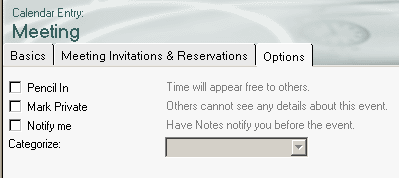 Calendar Entry:
Meeting
Basics Meeting Invitations & Reservations Options
Pencil In Time will appear free to others.
Mark Private Others cannot see any details about this event.
Notify me Have Notes notify you before the event.
Categorize: